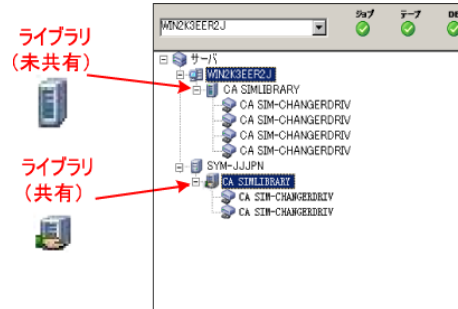 ライブラリ
(未共有)
ライブラリ
(共有)
WIN2K3EER2J
ジョブ
テープ
サーバ
WIN2K3EER2J
CA SIMLIBRARY
CA SIM-CHANGERDRIV
CA SIM-CHANGERDRIV
CA SIM-CHANGERDRIV
CA SIM-CHANGERDRIV
SYM-JJJPN
CA SIMLIBRARY
CA SIM-CHANGERDRIV
CA SIM-CHANGERDRIV